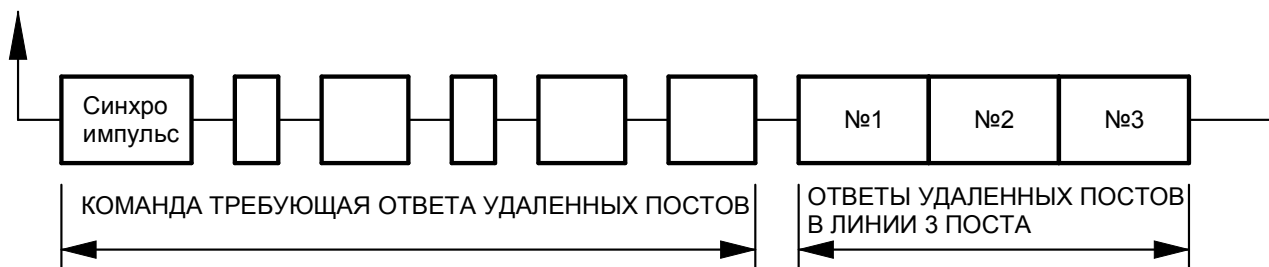 Синхро
импульс
№1
№2
№3
КОМАНДА ТРЕБУЮЩАЯ ОТВЕТА УДАЛЕННЫХ ПОСТОВ
ОТВЕТЫ УДАЛЕННЫХ ПОСТОВ
В ЛИНИИ 3 ПОСТА